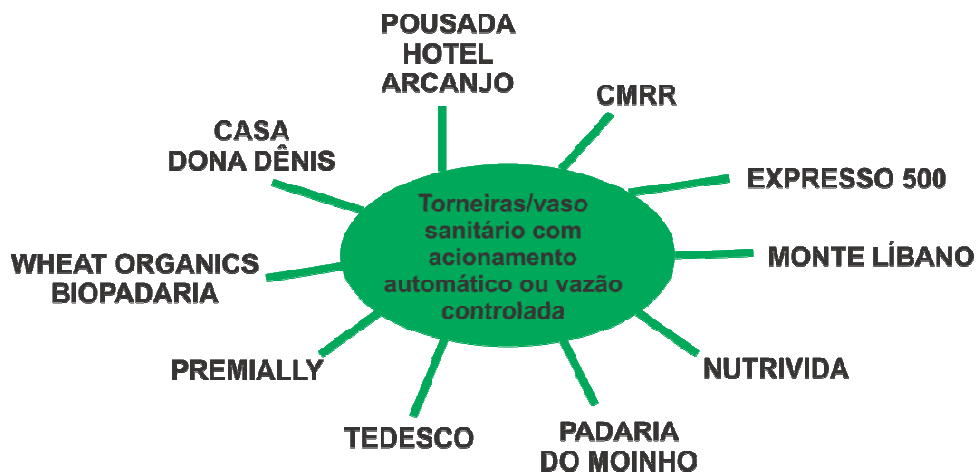 POUSADA
HOTEL
ARCANJO
CMRR
CASA
DONA DÊNIS
EXPRESSO 500
Torneiras/vaso
sanitário com
acionamento
automático ou vazão
controlada
MONTE LÍBANO
WHEAT ORGANICS
BIOPADARIA
PREMIALLY
NUTRIVIDA
TEDESCO
PADARIA
DO MOINHO